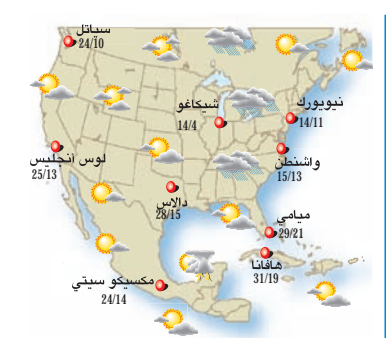 سياتل
24/10
شيكاغو
14/4
نيويورك
14/11
لوس انجليس
25/13
واشنطن
15/13
دالاس
28/15
ميامي
29/21
هافانا
31/19
مكسيكو سيتي
24/14